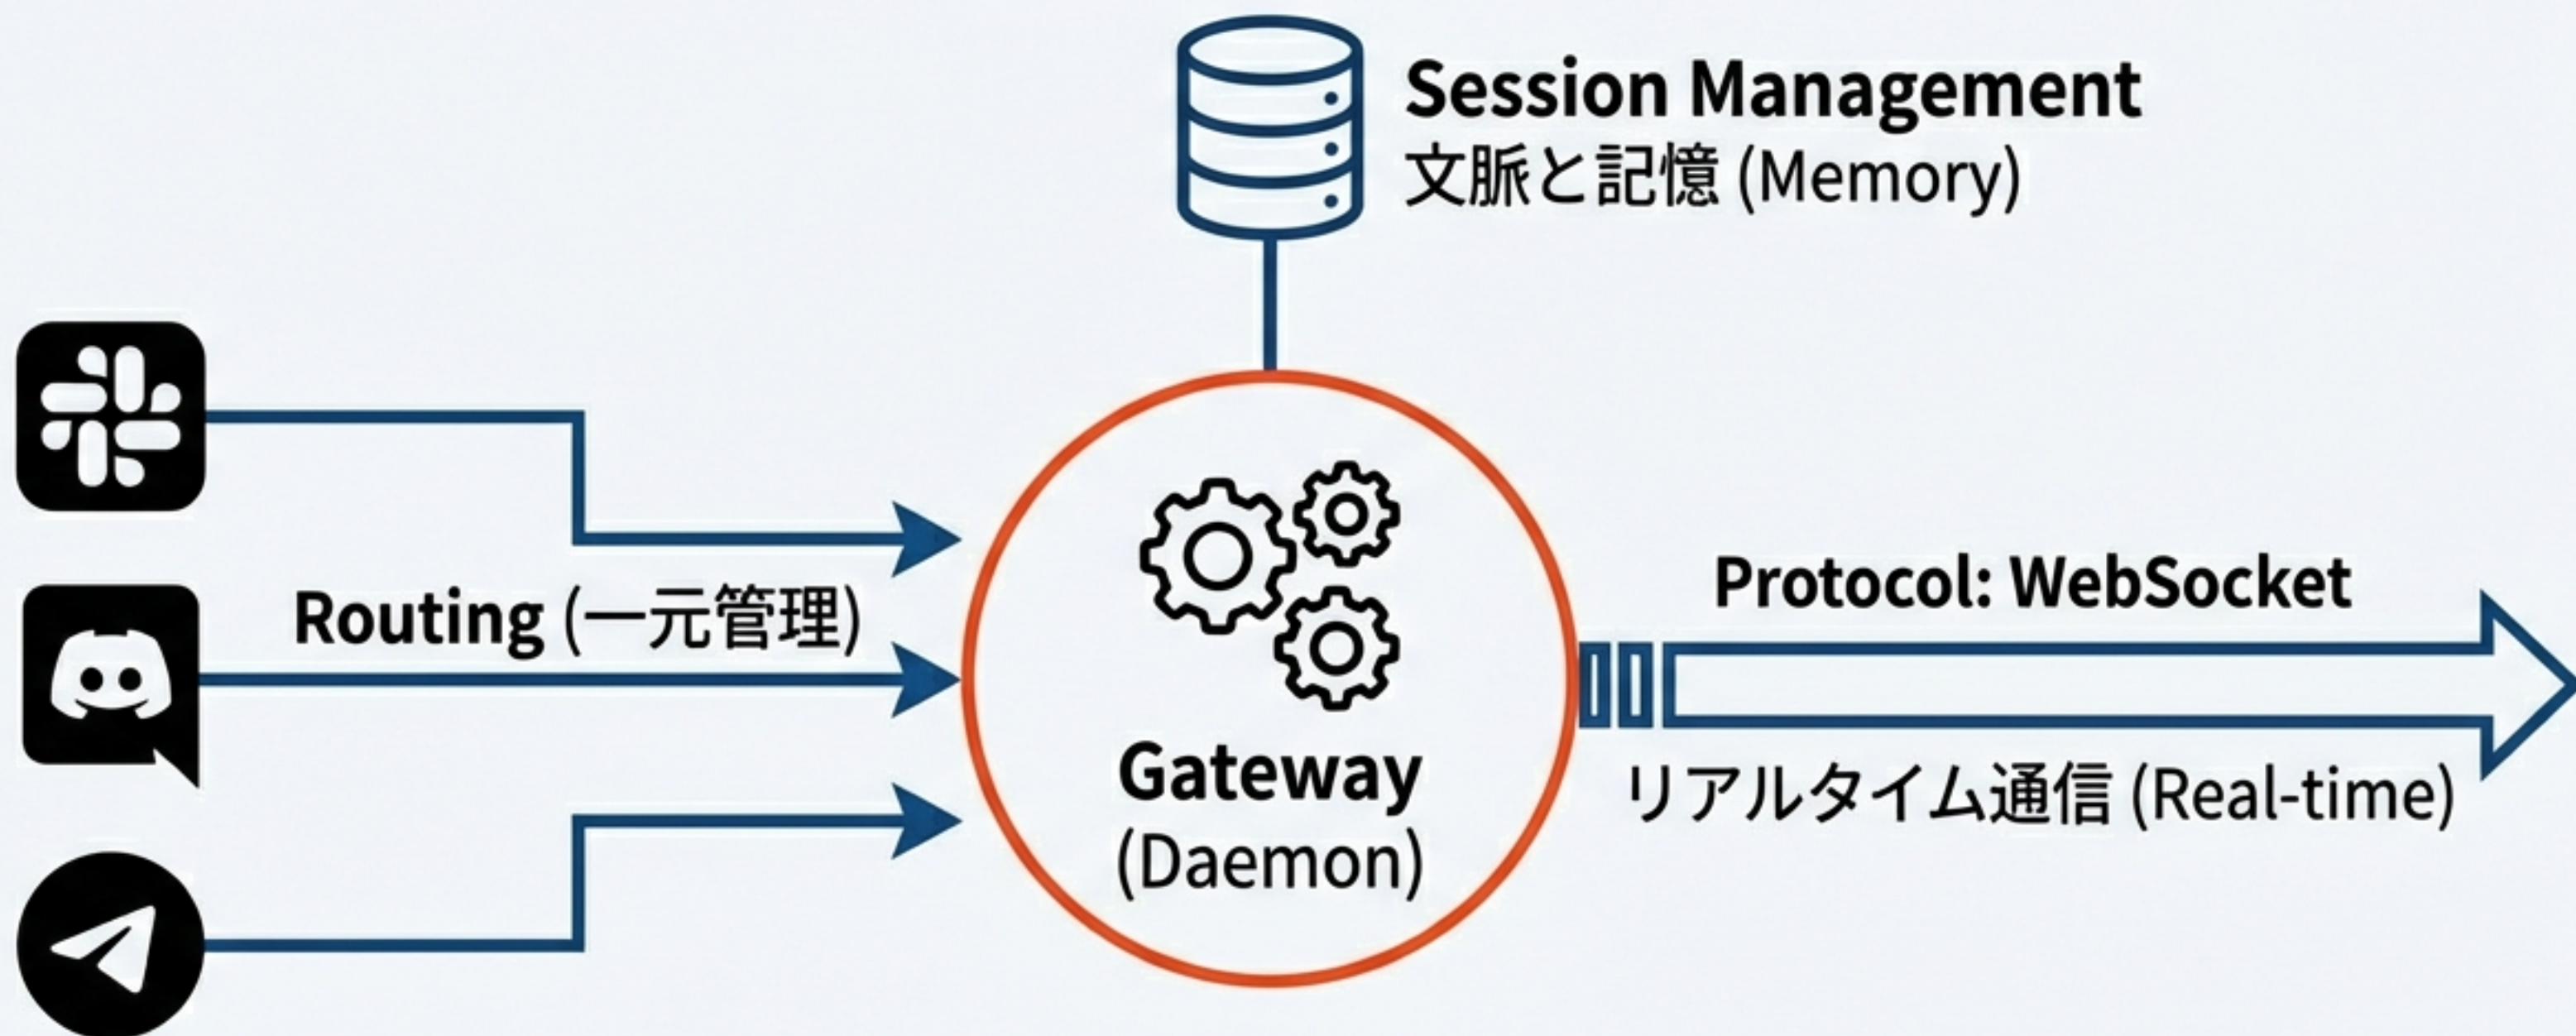 Session Management
文脈と記憶 (Memory)
Routing (一元管理)
Gateway
(Daemon)
Protocol: WebSocket
リアルタイム通信 (Real-time)